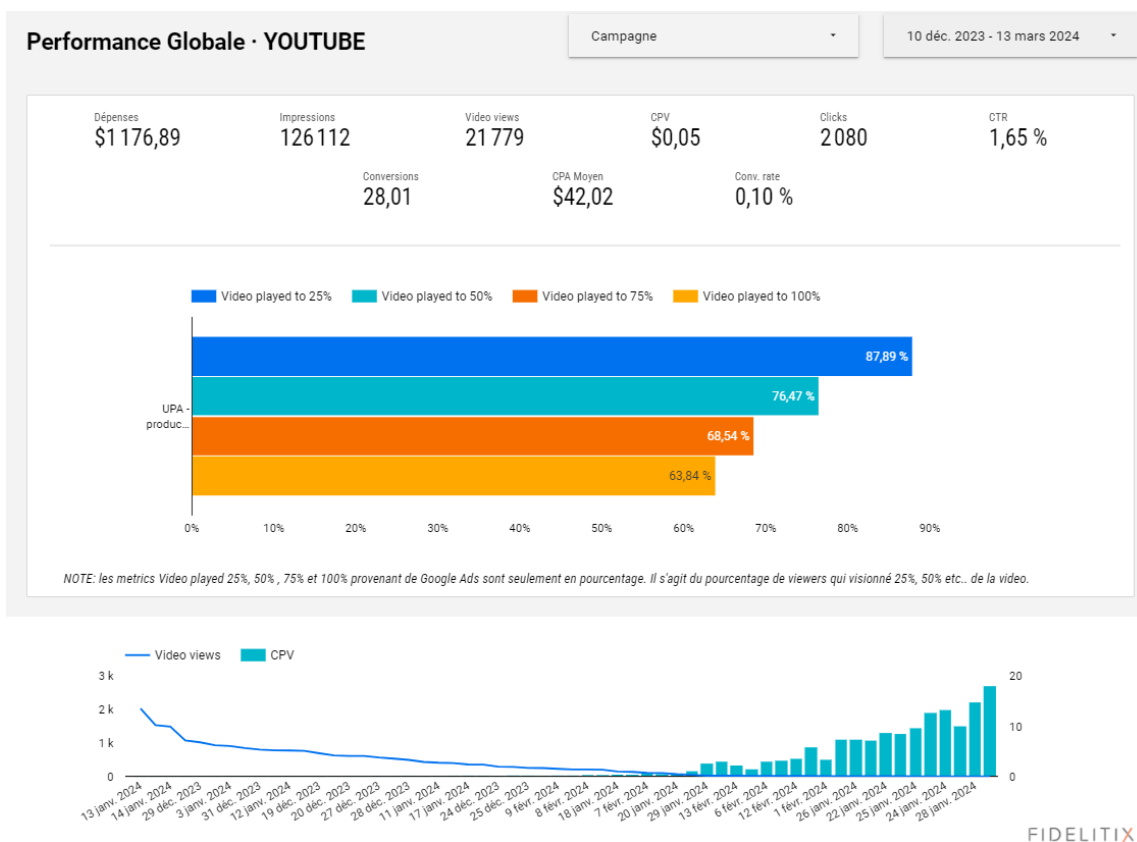 Performance Globale · YOUTUBE
Campagne
10 déc. 2023 - 13 mars 2024
Dépenses
$1 176,89
Impressions
126 112
Video views
21 779
CPV
$0,05
Clicks
2 080
CTR
1,65 %
Conversions
28,01
CPA Moyen
$42,02
Conv. rate
0,10 %
Video played to 25%
Video played to 50%
Video played to 75%
Video played to 100%
UPA -
produc...
87,89 %
76,47 %
68,54 %
63,84 %
0%
10%
20%
30%
40%
50%
60%
70%
80%
90%
NOTE: les metrics Video played 25%, 50% , 75% et 100% provenant de Google Ads sont seulement en pourcentage. Il s'agit du pourcentage de viewers qui visionné 25%, 50% etc.. de la video.
Video views
CPV
3 k
2 k
1 k
0
20
10
0
13 janv. 2024
14 janv. 2024
29 déc. 2023
3 janv. 2024
31 déc. 2023
12 janv. 2024
19 déc. 2023
20 déc. 2023
27 déc. 2023
28 déc. 2023
11 janv. 2024
17 janv. 2024
24 déc. 2023
25 déc. 2023
9 févr. 2024
8 févr. 2024
18 janv. 2024
7 févr. 2024
20 janv. 2024
29 janv. 2024
13 févr. 2024
6 févr. 2024
12 févr. 2024
1 févr. 2024
26 janv. 2024
22 janv. 2024
25 janv. 2024
24 janv. 2024
28 janv. 2024
FIDELITIX